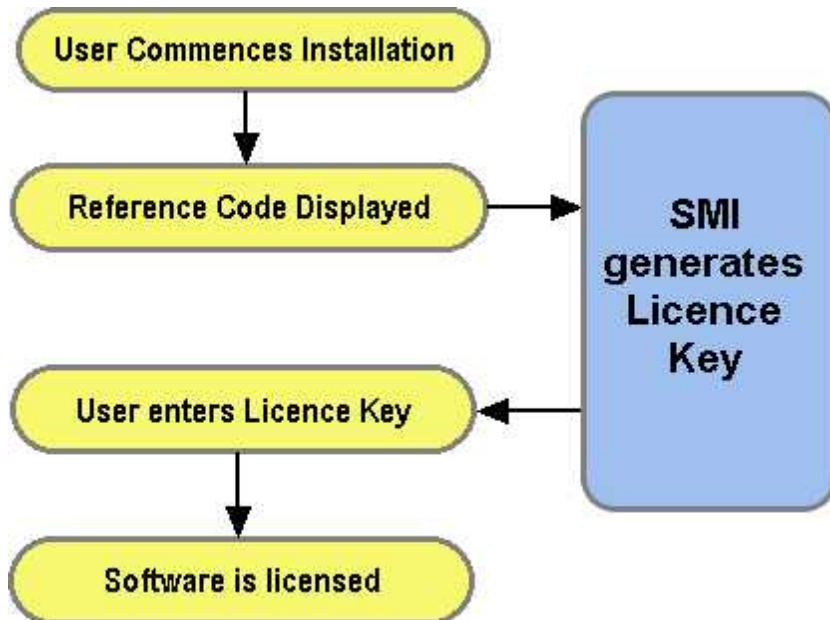 User Commences Installation
Reference Code Displayed
SMI
generates
Licence
Key
User enters Licence Key
Software is licensed